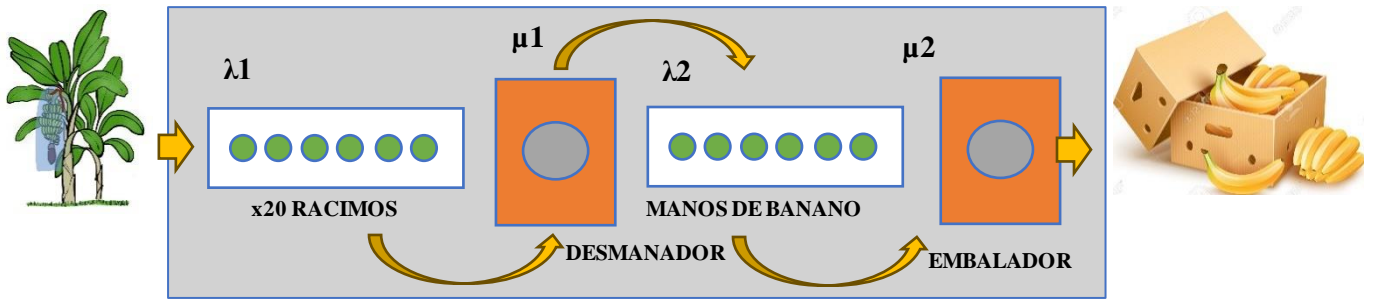 λ1
µ1
λ2
µ2
x20 RACIMOS
MANOS DE BANANO
DESMANADOR
EMBALADOR